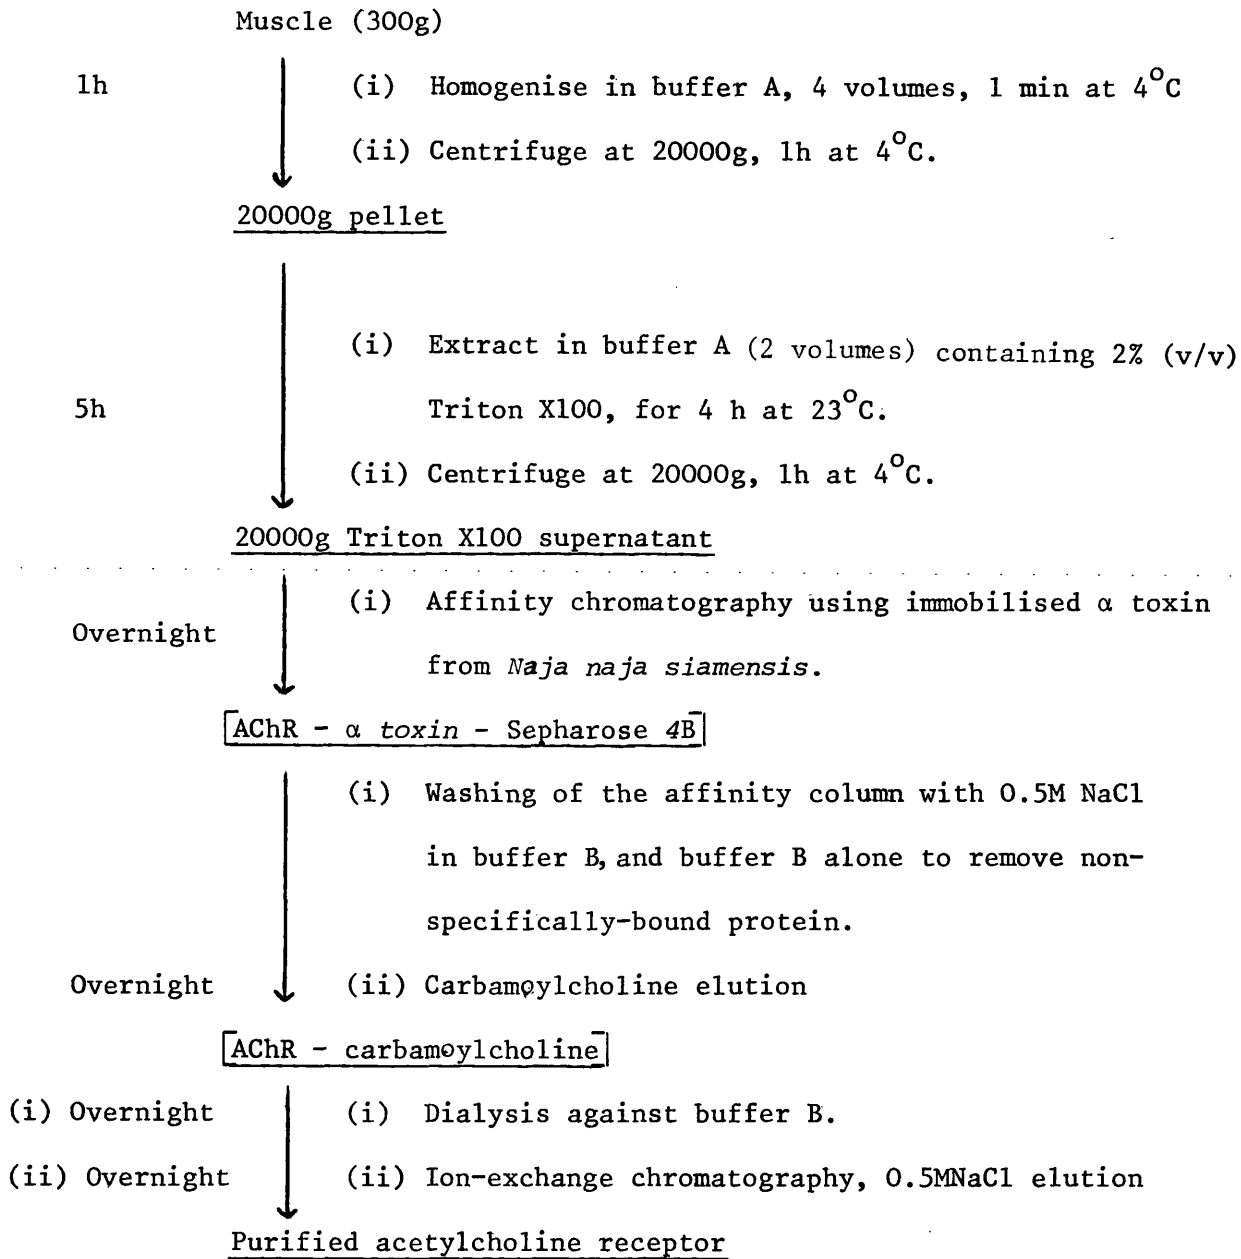 Muscle (300g)
1h (i) Homogenise in buffer A, 4 volumes, 1 min at 4°C
(ii) Centrifuge at 20000g, 1h at 4°C.
20000g pellet
(i) Extract in buffer A (2 volumes) containing 2% (v/v)
5h Triton X100, for 4 h at 23°C.
(ii) Centrifuge at 20000g, 1h at 4°C.
20000g Triton X100 supernatant
(i) Affinity chromatography using immobilised α toxin
Overnight
from Naja naja siamensis.
[AChR - α toxin - Sepharose 4B]
(i) Washing of the affinity column with 0.5M NaCl
in buffer B, and buffer B alone to remove non-
specifically-bound protein.
Overnight (ii) Carbamoylcholine elution
[AChR - carbamoylcholine]
(i) Overnight (i) Dialysis against buffer B.
(ii) Overnight (ii) Ion-exchange chromatography, 0.5MNaCl elution
Purified acetylcholine receptor